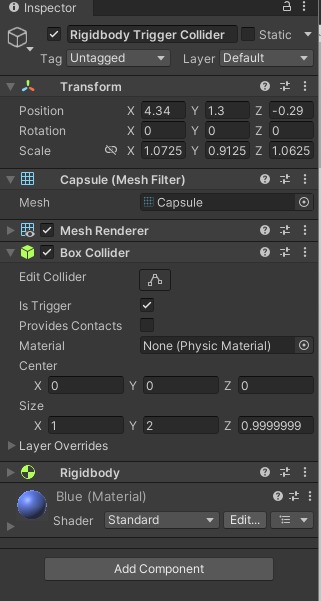 Inspector
Rigidbody Trigger Collider Static
Tag Untagged Layer Default
Transform
Position X 4.34 Y 1.3 Z -0.29
Rotation X 0 Y 0 Z 0
Scale X 1.0725 Y 0.9125 Z 1.0625
Capsule (Mesh Filter)
Mesh Capsule
Mesh Renderer
Box Collider
Edit Collider
Is Trigger
Provides Contacts
Material None (Physic Material)
Center
X 0 Y 0 Z 0
Size
X 1 Y 2 Z 0.9999999
Layer Overrides
Rigidbody
Blue (Material)
Shader Standard Edit...
Add Component